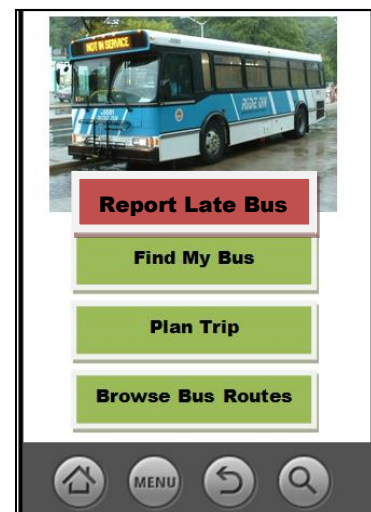 NOT IN SERVICE
RIDE ON
Report Late Bus
Find My Bus
Plan Trip
Browse Bus Routes
MENU